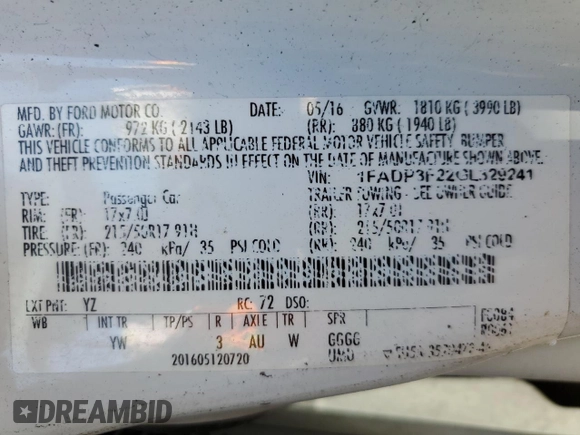 MFD. BY FORD MOTOR CO. DATE: 05/16 GVWR: 1810 KG ( 3990 LB)
GAWR: (FR): 972 KG ( 2143 LB) (RR): 880 KG ( 1940 LB)
THIS VEHICLE CONFORMS TO ALL APPLICABLE FEDERAL MOTOR VEHICLE SAFETY, BUMPER
AND THEFT PREVENTION STANDARDS IN EFFECT ON THE DATE OF MANUFACTURE SHOWN ABOVE.
VIN: 1FADP3F22GL329241
TYPE: Passenger Car TRAILER TOWING - SEE OWNER GUIDE
RIM: (FR) 17x7.0J (RR) 17x7.0J
TIRE: (FR) 215/50R17 91H (RR) 215/50R17 91H
PRESSURE: (FR) 240 kPa/ 35 PSI COLD (RR) 240 kPa/ 35 PSI COLD
EXT PNT: YZ RC: 72 DSO:
WB INT TR TP/PS R AXLE TR SPR
YW 3 AU W GGGG
201605120720 UMO
DREAMBID